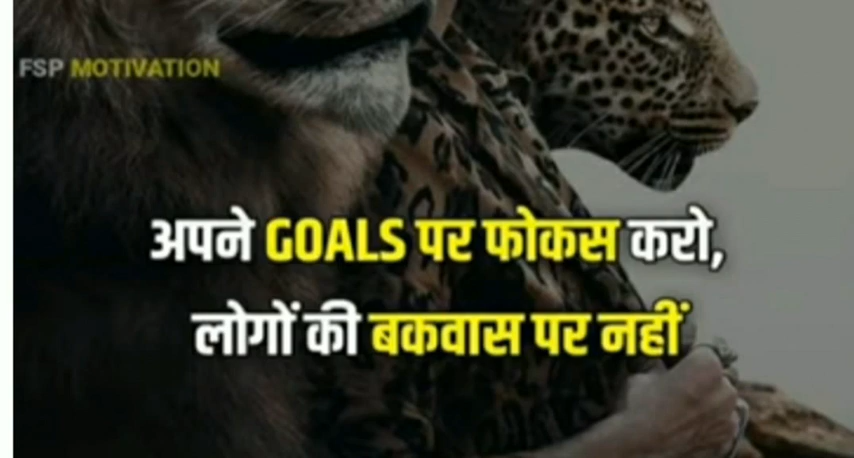 FSP MOTIVATION
अपने GOALS पर फोकस करो,
लोगों की बकवास पर नहीं